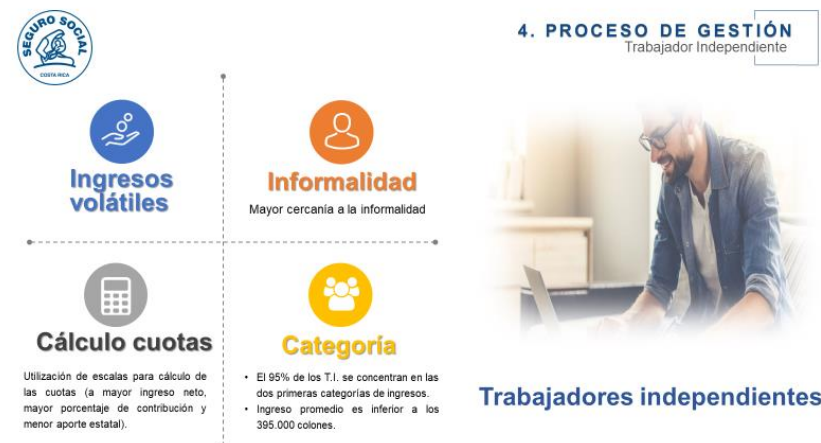 SEGURO SOCIAL
COSTA RICA
4. PROCESO DE GESTIÓN
Trabajador Independiente
Ingresos
volátiles
Informalidad
Mayor cercanía a la informalidad
Cálculo cuotas
Utilización de escalas para cálculo de
las cuotas (a mayor ingreso neto,
mayor porcentaje de contribución y
menor aporte estatal).
Categoría
• El 95% de los T.I. se concentran en las
dos primeras categorías de ingresos.
• Ingreso promedio es inferior a los
395.000 colones.
Trabajadores independientes